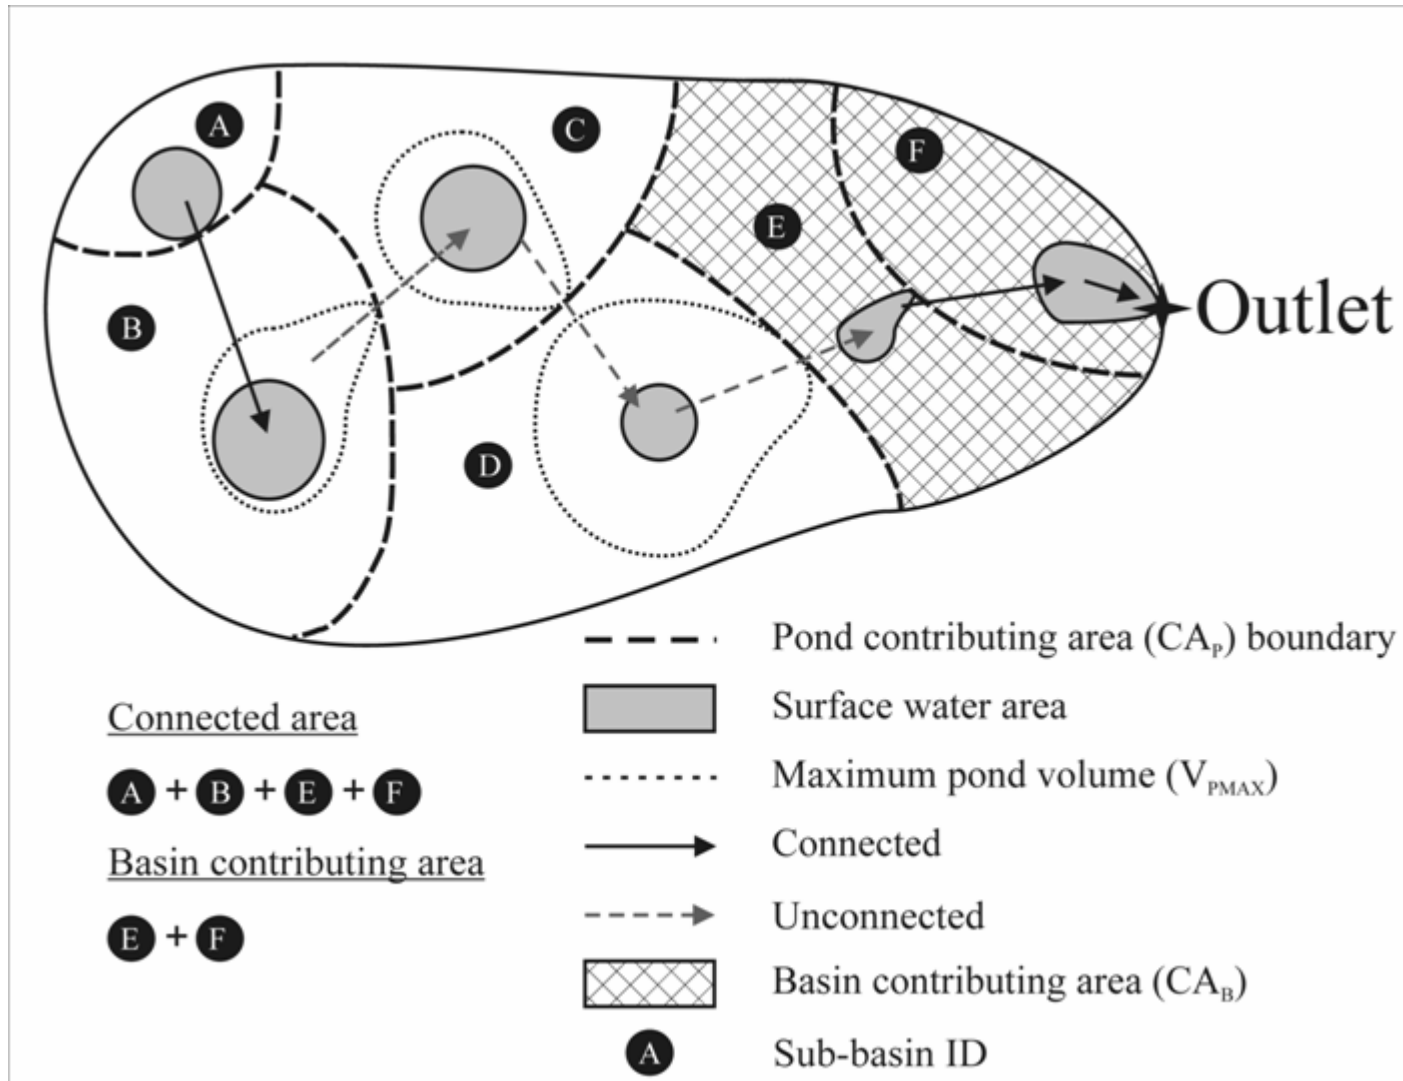 A
C
F
E
B
Outlet
D
Pond contributing area (CAP) boundary
Surface water area
Maximum pond volume (VPMAX)
Connected
Unconnected
Basin contributing area (CAB)
A Sub-basin ID
Connected area
A + B + E + F
Basin contributing area
E + F